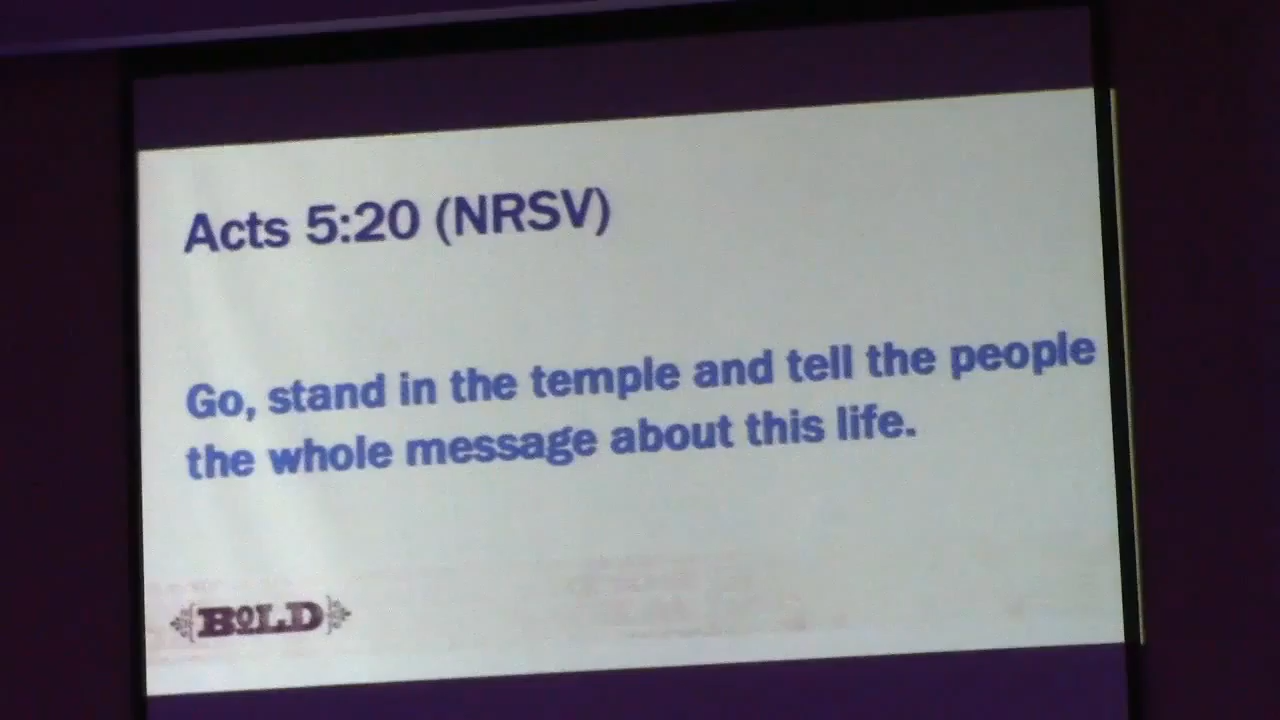 Acts 5:20 (NRSV)
Go, stand in the temple and tell the people
the whole message about this life.
BOLD